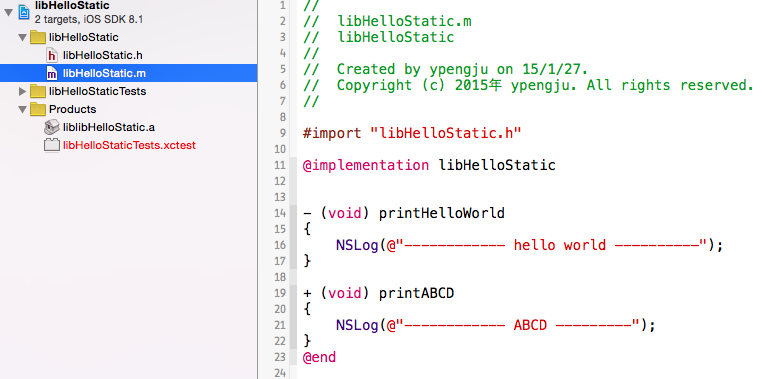 libHelloStatic
2 targets, iOS SDK 8.1
libHelloStatic
h libHelloStatic.h
m libHelloStatic.m
libHelloStaticTests
Products
liblibHelloStatic.a
libHelloStaticTests.xctest
1 //
2 //  libHelloStatic.m
3 //  libHelloStatic
4 //
5 //  Created by ypengju on 15/1/27.
6 //  Copyright (c) 2015年 ypengju. All rights reserved.
7 //
8
9 #import "libHelloStatic.h"
10
11 @implementation libHelloStatic
12
13
14 - (void) printHelloWorld
15 {
16     NSLog(@"------------ hello world ----------");
17 }
18
19 + (void) printABCD
20 {
21     NSLog(@"------------ ABCD ---------");
22 }
23 @end
24